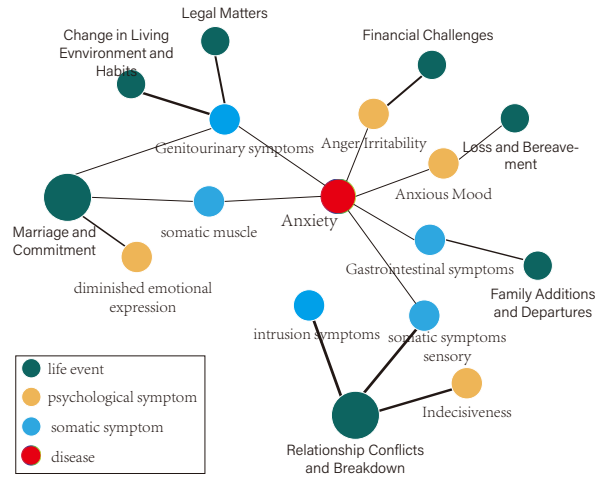 Legal Matters
Change in Living
Evnvironment and
Habits
Financial Challenges
Genitourinary symptoms
Anger Irritability
Loss and Bereave-
ment
Anxious Mood
Anxiety
somatic muscle
Marriage and
Commitment
Gastrointestinal symptoms
diminished emotional
expression
Family Additions
and Departures
intrusion symptoms
somatic symptoms
sensory
Indecisiveness
Relationship Conflicts
and Breakdown
life event
psychological symptom
somatic symptom
disease